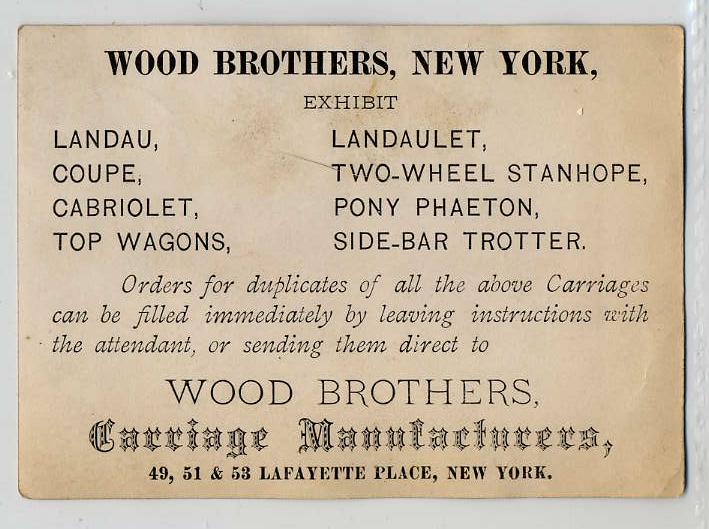 WOOD BROTHERS, NEW YORK,
EXHIBIT
LANDAU, LANDAULET,
COUPE, TWO-WHEEL STANHOPE,
CABRIOLET, PONY PHAETON,
TOP WAGONS, SIDE-BAR TROTTER.
Orders for duplicates of all the above Carriages
can be filled immediately by leaving instructions with
the attendant, or sending them direct to
WOOD BROTHERS,
Carriage Manufacturers,
49, 51 & 53 LAFAYETTE PLACE, NEW YORK.